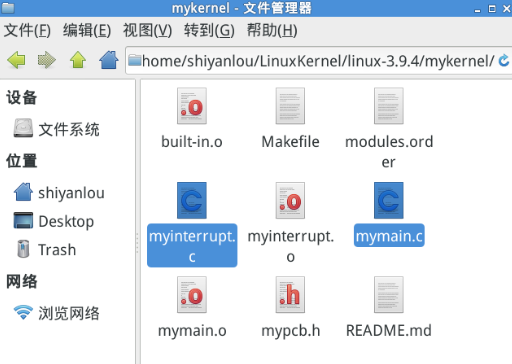 mykernel - 文件管理器
文件(F) 编辑(E) 视图(V) 转到(G) 帮助(H)
home/shiyanlou/LinuxKernel/linux-3.9.4/mykernel/
设备
文件系统
位置
shiyanlou
Desktop
Trash
网络
浏览网络
.o
built-in.o
Makefile
modules.ord
er
C
myinterrupt.
c
.o
myinterrupt.
o
C
mymain.c
.o
mymain.o
.h
mypcb.h
README.md